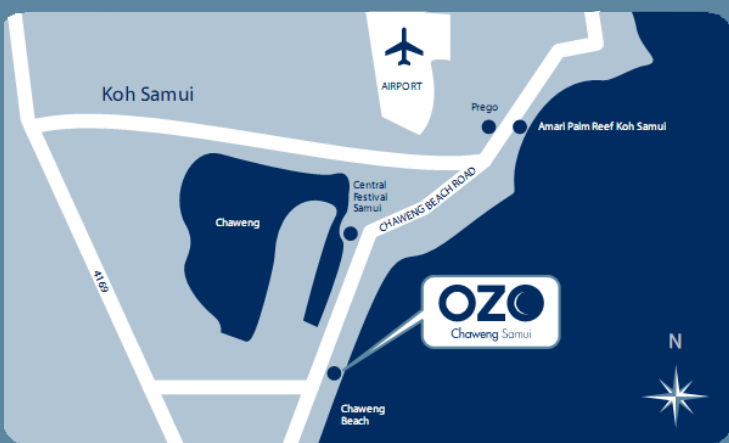 AIRPORT
Koh Samui
Prego
Amari Palm Reef Koh Samui
Central
Festival
Samui
CHAWENG BEACH ROAD
Chaweng
4169
OZO
Chaweng Samui
N
Chaweng
Beach